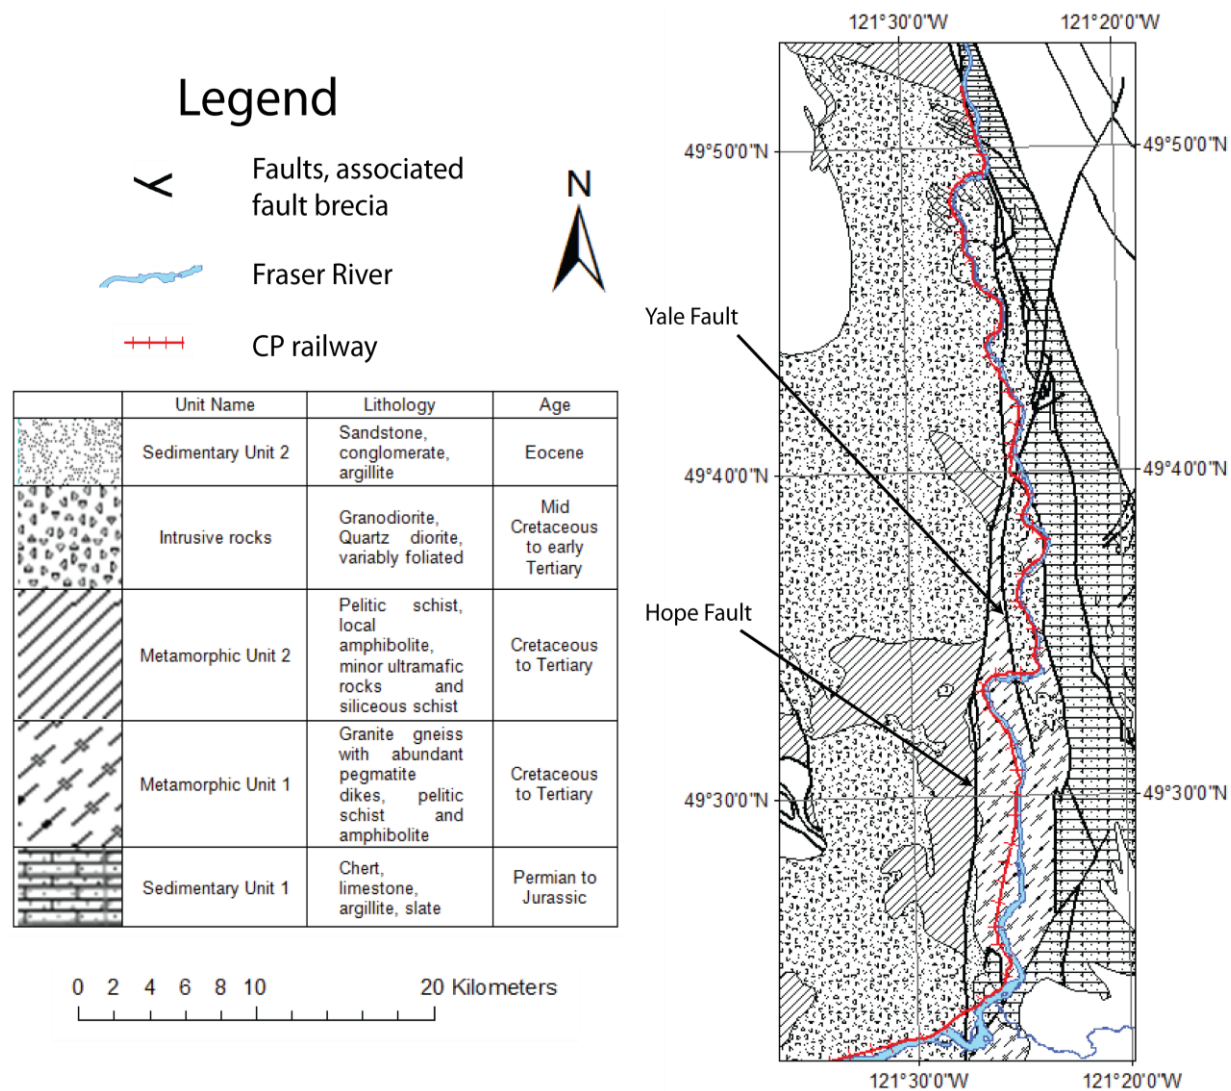 Legend
Faults, associated
fault brecia
Fraser River
CP railway
N
Unit Name Lithology Age
Sedimentary Unit 2
Sandstone,
conglomerate,
argillite
Eocene
Intrusive rocks
Granodiorite,
Quartz diorite,
variably foliated
Mid
Cretaceous
to early
Tertiary
Metamorphic Unit 2
Pelitic schist,
local
amphibolite,
minor ultramafic
rocks and
siliceous schist
Cretaceous
to Tertiary
Metamorphic Unit 1
Granite gneiss
with abundant
pegmatite
dikes, pelitic
schist and
amphibolite
Cretaceous
to Tertiary
Sedimentary Unit 1
Chert,
limestone,
argillite, slate
Permian to
Jurassic
0 2 4 6 8 10 20 Kilometers
121°30'0"W 121°20'0"W
49°50'0"N 49°50'0"N
Yale Fault
49°40'0"N 49°40'0"N
Hope Fault
49°30'0"N 49°30'0"N
121°30'0"W 121°20'0"W